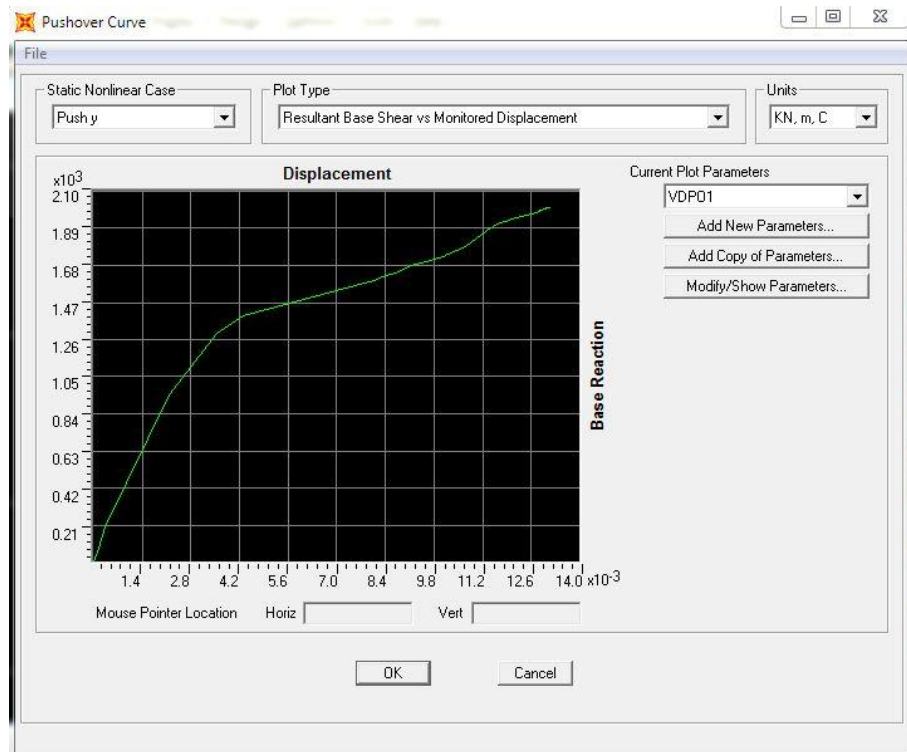 Pushover Curve
File
Static Nonlinear Case
Plot Type
Units
Push y
Resultant Base Shear vs Monitored Displacement
KN, m, C
Displacement
Current Plot Parameters
x10³
VDPO1
2.10
Add New Parameters...
1.89
Add Copy of Parameters...
1.68
Modify/Show Parameters...
1.47
1.26
1.05
0.84
0.63
0.42
0.21
Base Reaction
1.4 2.8 4.2 5.6 7.0 8.4 9.8 11.2 12.6 14.0 x10⁻³
Mouse Pointer Location Horiz Vert
OK Cancel